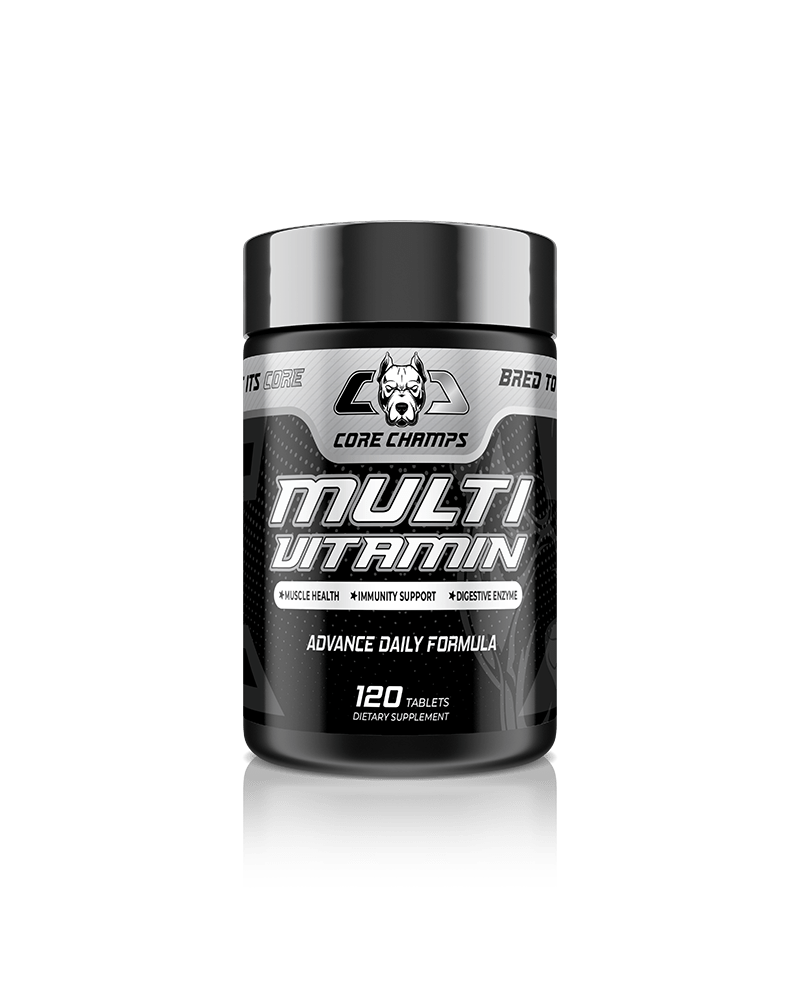 ITS CORE
BRED TO
CORE CHAMPS
MULTI
VITAMIN
★MUSCLE HEALTH ★IMMUNITY SUPPORT ★DIGESTIVE ENZYME
ADVANCE DAILY FORMULA
120 TABLETS
DIETARY SUPPLEMENT